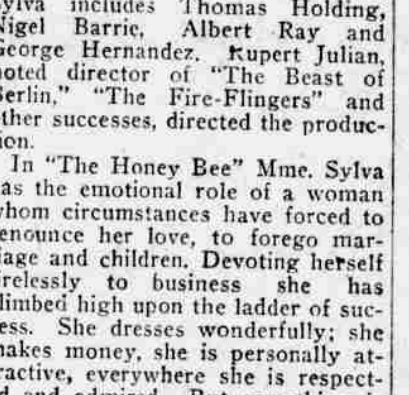 Sylva includes Thomas Holding,
Nigel Barrie, Albert Ray and
George Hernandez. Rupert Julian,
noted director of "The Beast of
Berlin," "The Fire-Flingers" and
other successes, directed the produc-
tion.
In "The Honey Bee" Mme. Sylva
has the emotional role of a woman
whom circumstances have forced to
renounce her love, to forego mar-
riage and children. Devoting herself
tirelessly to business she has
climbed high upon the ladder of suc-
cess. She dresses wonderfully; she
makes money, she is personally at-
tractive, everywhere she is respect-
ed and admired. But something is